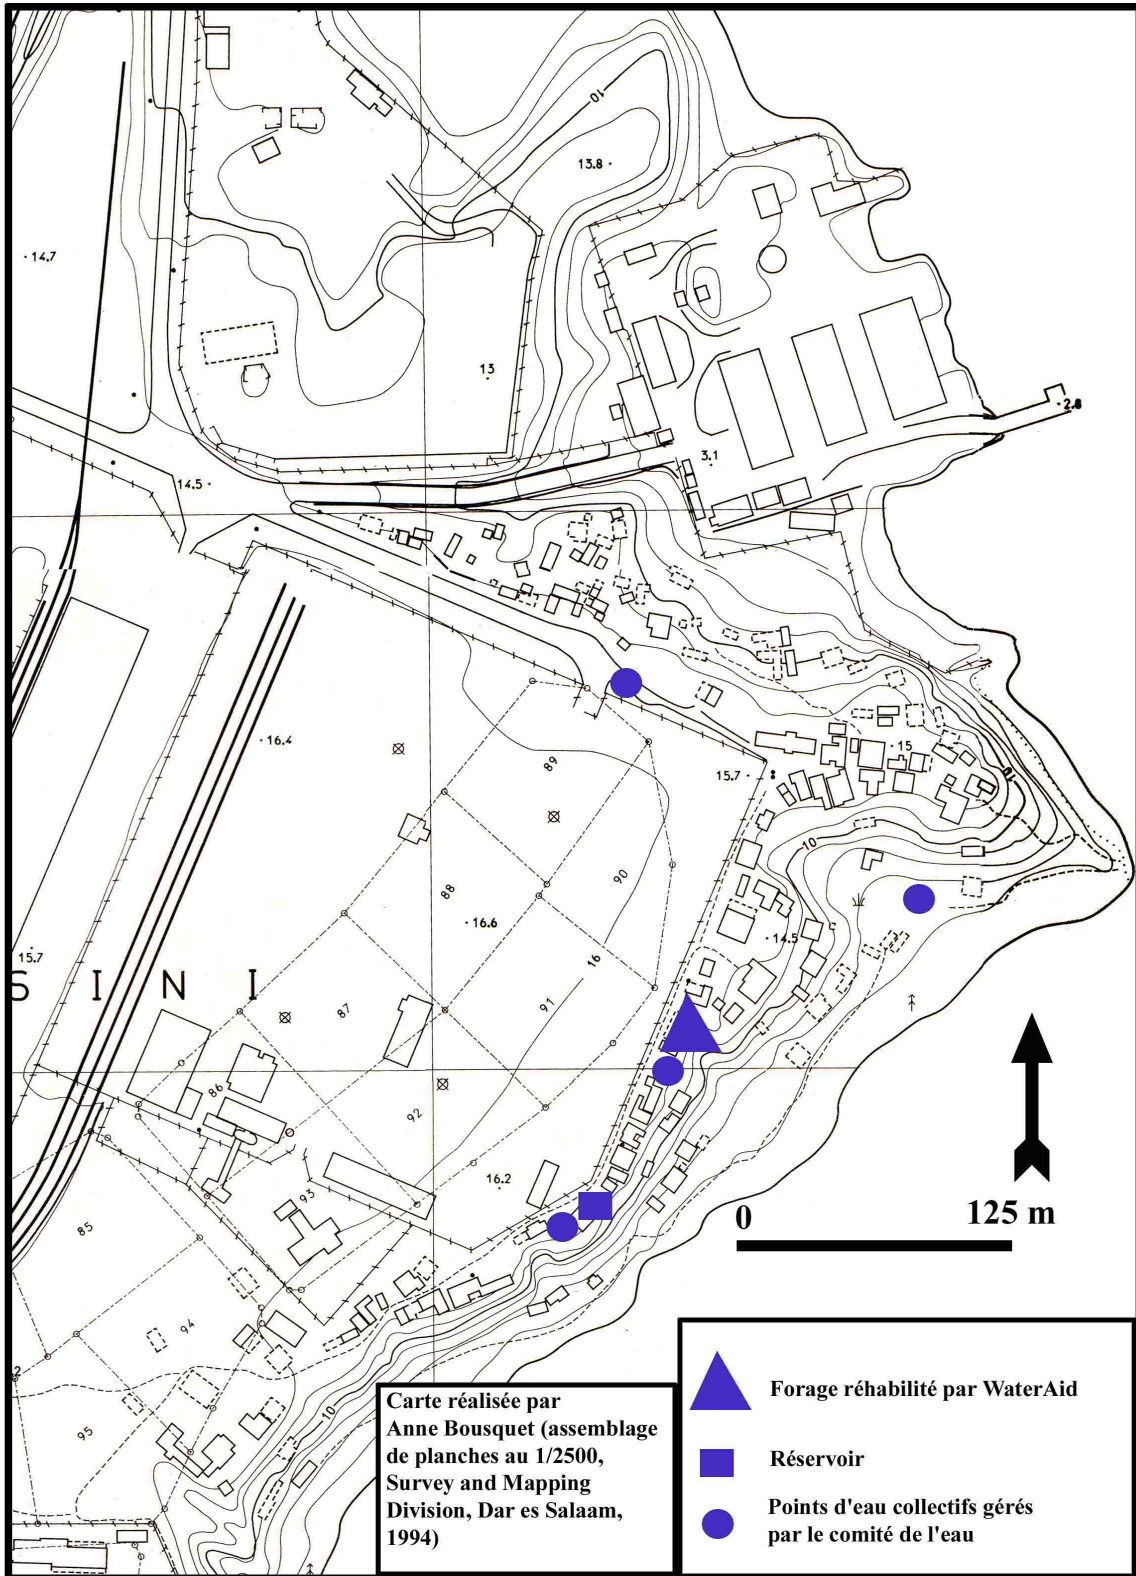 10
13.8
14.7
13
2.8
3.1
14.5
16.4
15
15.7
10
89
10
90
88
16.6
14.5
15.7
16
S I N I
91
87
86
92
16.2
93
85
0
125 m
94
10
95
Carte réalisée par
Anne Bousquet (assemblage
de planches au 1/2500,
Survey and Mapping
Division, Dar es Salaam,
1994)
Forage réhabilité par WaterAid
Réservoir
Points d'eau collectifs gérés
par le comité de l'eau